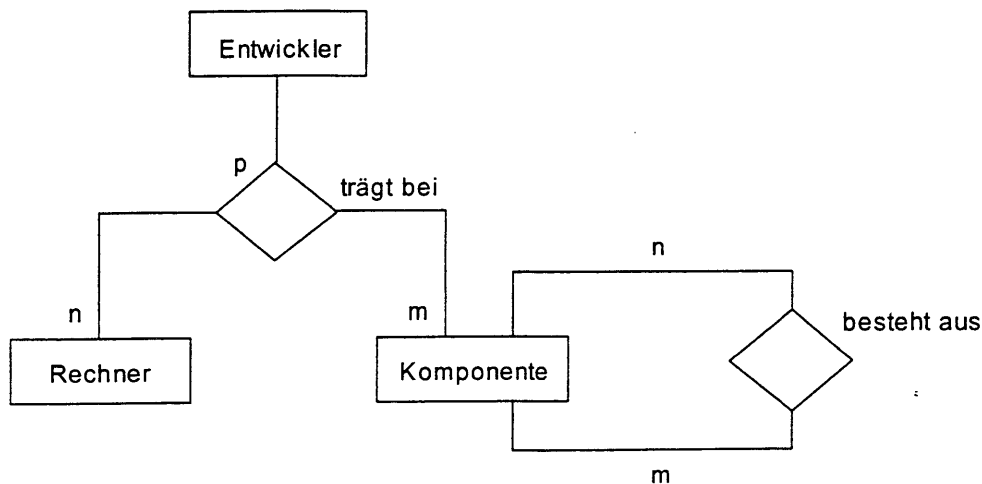 Entwickler
p
trägt bei
n
n
m
besteht aus
Rechner
Komponente
m